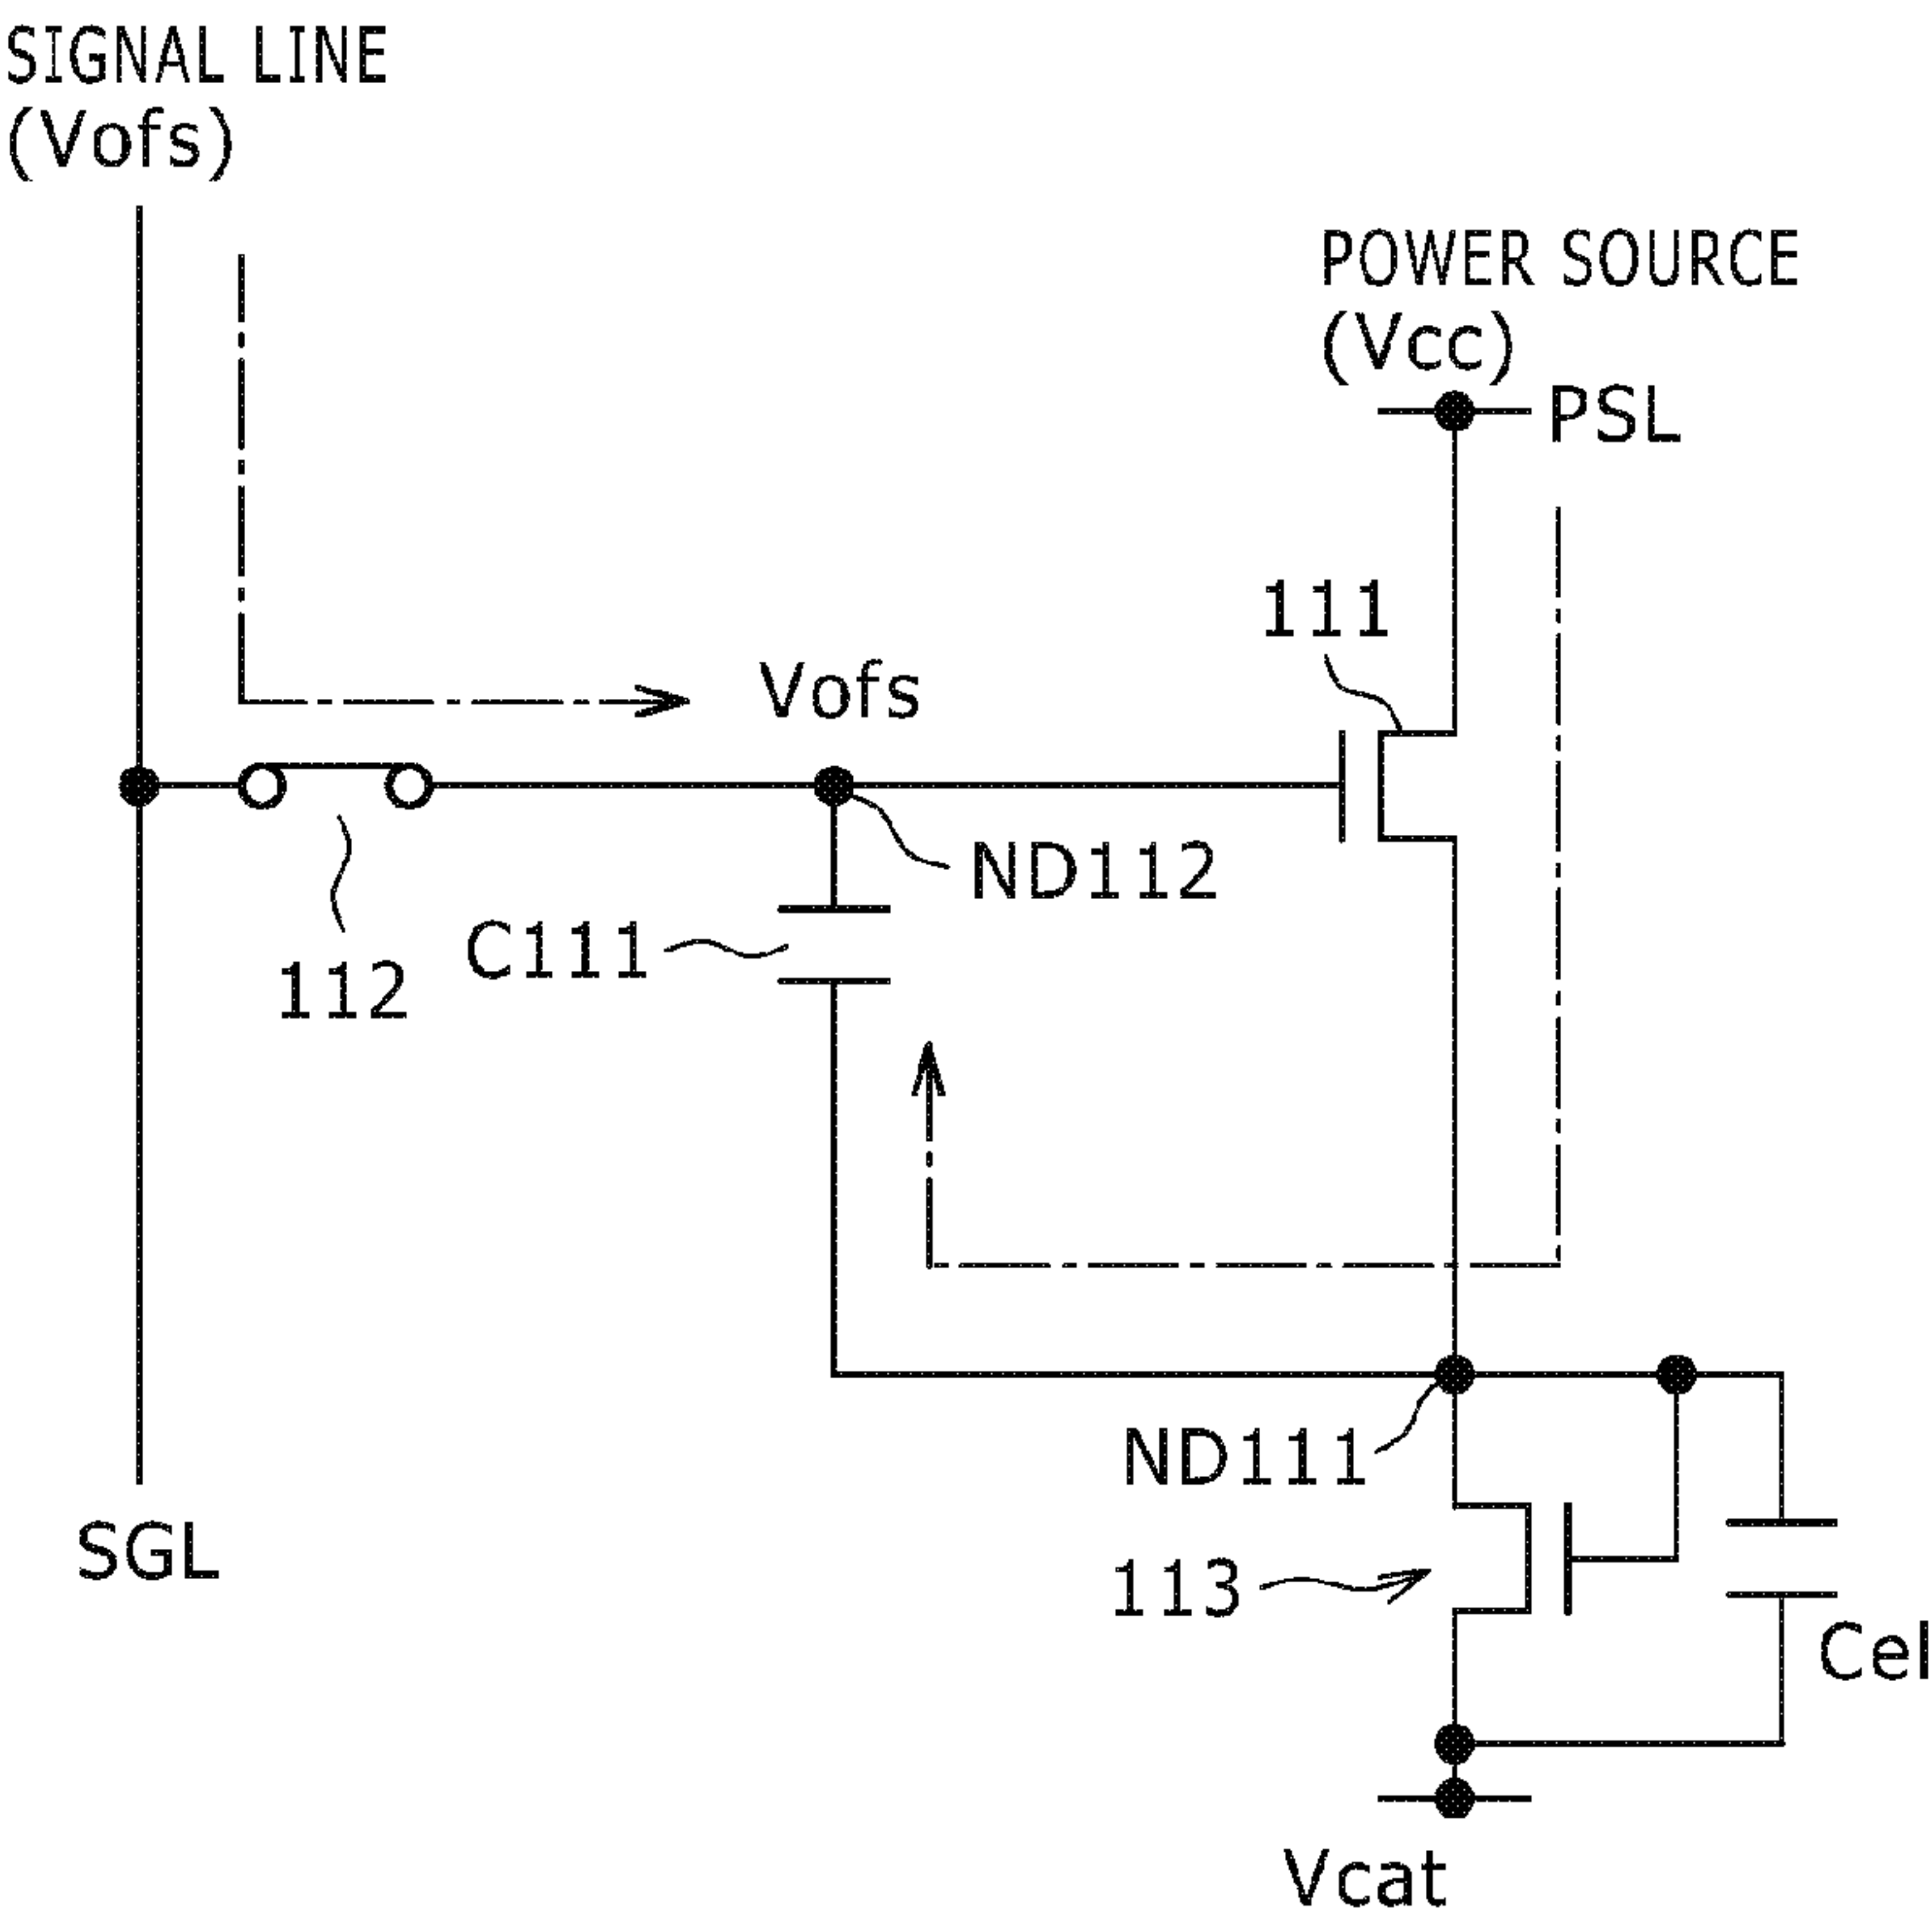 SIGNAL LINE
(Vofs)
POWER SOURCE
(Vcc)
PSL
111
Vofs
ND112
C111
112
ND111
SGL
113
Cel
Vcat